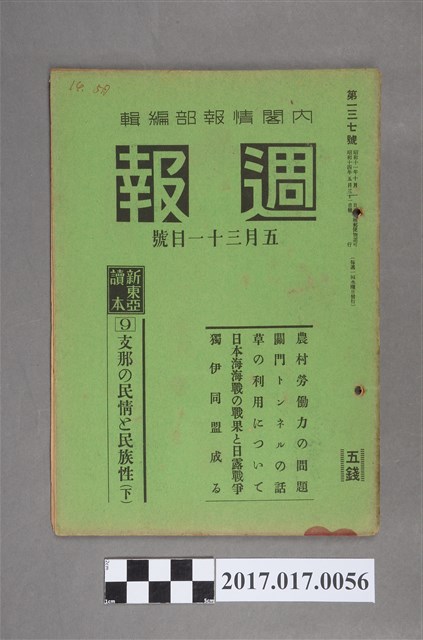 14. 58
第一三七號
輯編部報情閣内
報週
號日一十三月五
農村勞働力の問題
關門トンネルの話
草の利用について
日本海海戰の戰果と日露戰爭
獨伊同盟成る
新東亞
讀本
9 支那の民情と民族性(下)
五錢
2017.017.0056